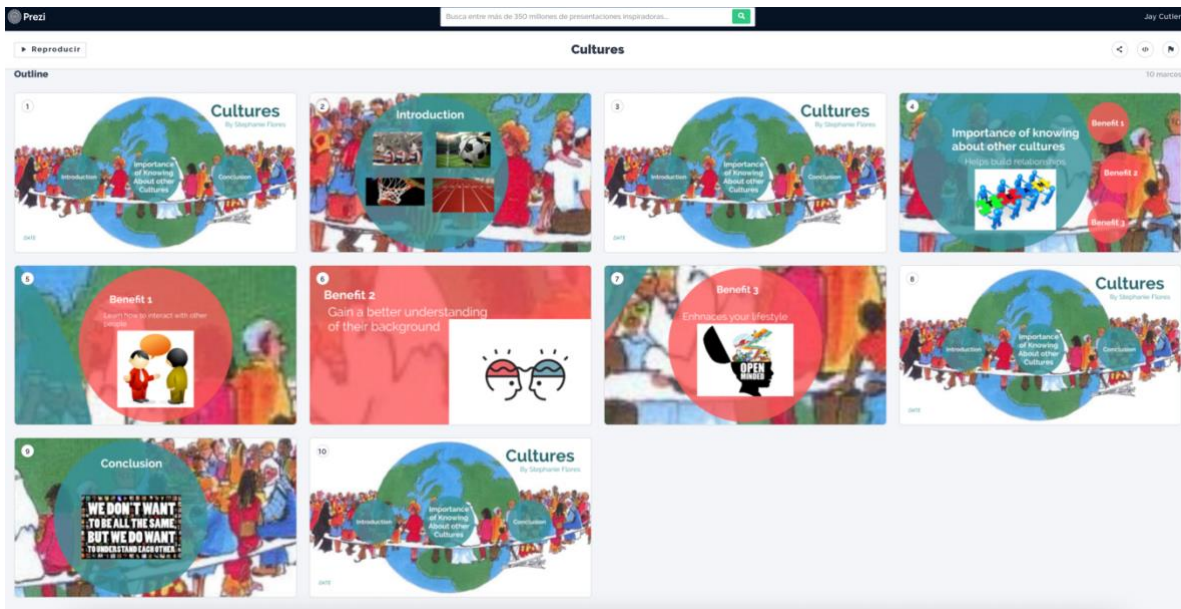 Prezi
Busca entre más de 350 millones de presentaciones inspiradoras...
Jay Cutler
Reproducir
Cultures
Outline
10 marcos
1
Cultures
By Stephanie Flores
Introduction
Importance
of Knowing
About other
Cultures
Conclusion
DATE
2
Introduction
3
Cultures
By Stephanie Flores
Introduction
Importance
of Knowing
About other
Cultures
Conclusion
DATE
4
Importance of knowing
about other cultures
Helps build relationships
Benefit 1
Benefit 2
Benefit 3
5
Benefit 1
Learn how to interact with other
people
6
Benefit 2
Gain a better understanding
of their background
7
Benefit 3
Enhnaces your lifestyle
OPEN
MINDED
8
Cultures
By Stephanie Flores
Introduction
Importance
of Knowing
About other
Cultures
Conclusion
DATE
9
Conclusion
WE DON'T WANT
TO BE ALL THE SAME,
BUT WE DO WANT
TO UNDERSTAND EACH OTHER.
10
Cultures
By Stephanie Flores
Introduction
Importance
of Knowing
About other
Cultures
Conclusion
DATE